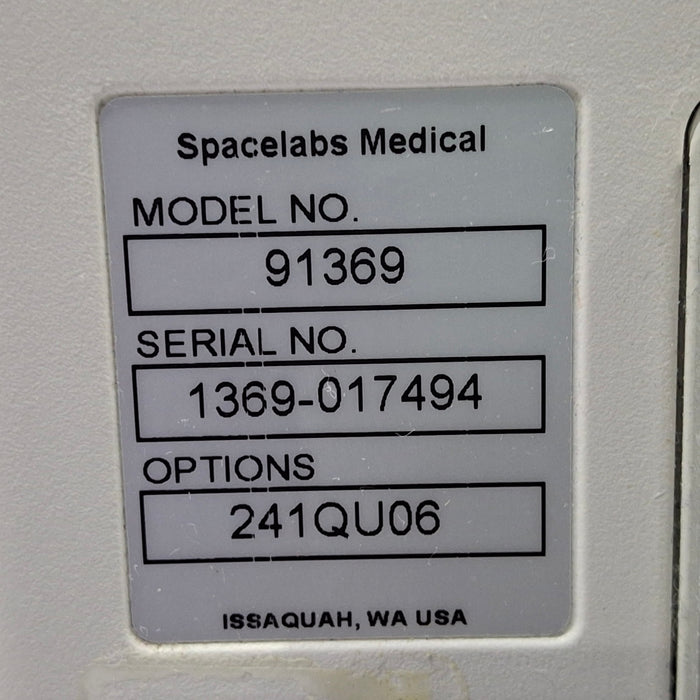 Spacelabs Medical
MODEL NO.
91369
SERIAL NO.
1369-017494
OPTIONS
241QU06
ISSAQUAH, WA USA